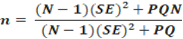 n = (N − 1)(SE)² + PQN / (N − 1)(SE)² + PQ